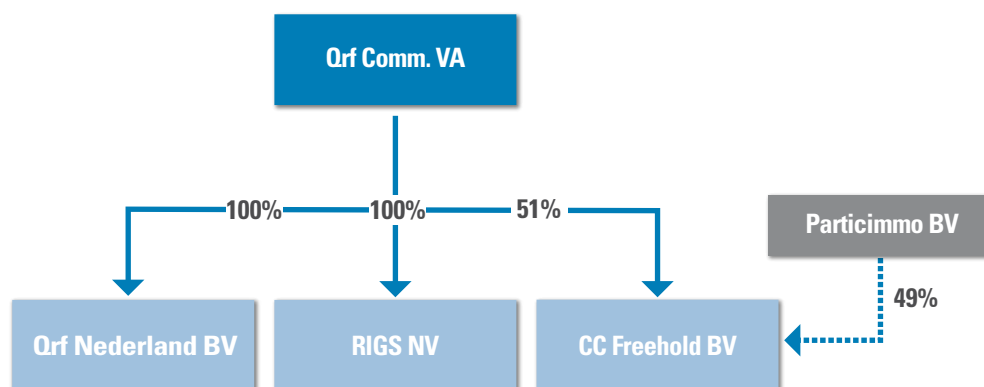 Qrf Comm. VA
100%
100%
51%
Particimmo BV
49%
Qrf Nederland BV
RIGS NV
CC Freehold BV